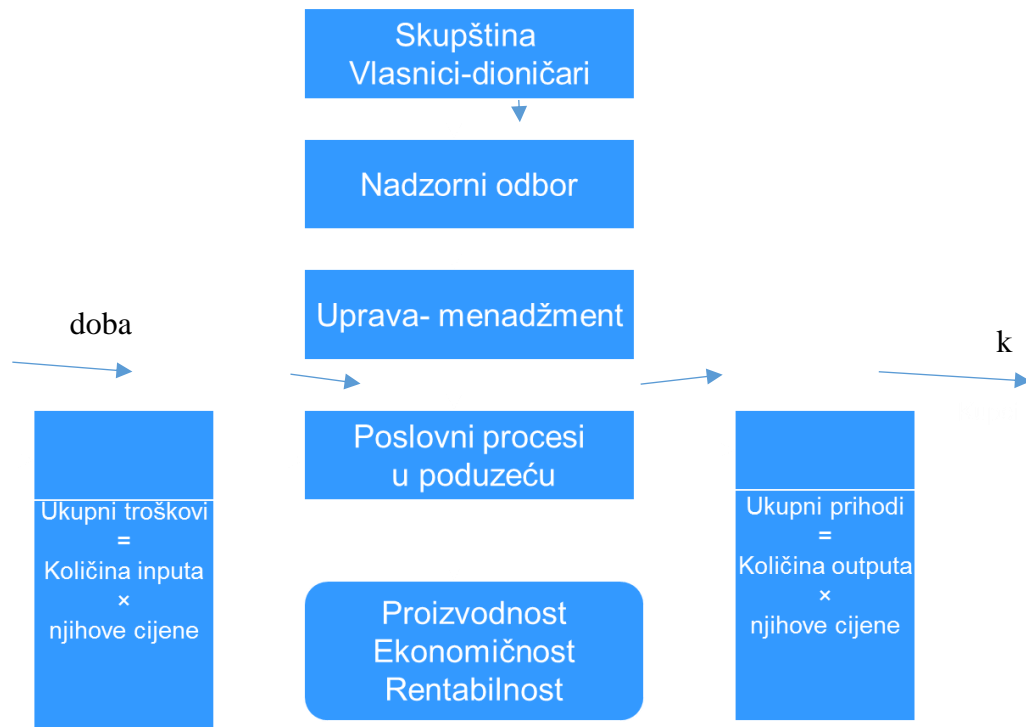 Skupština
Vlasnici-dioničari
Nadzorni odbor
Uprava- menadžment
doba
k
Poslovni procesi
u poduzeću
Ukupni troškovi
=
Količina inputa
×
njihove cijene
Ukupni prihodi
=
Količina outputa
×
njihove cijene
Proizvodnost
Ekonomičnost
Rentabilnost